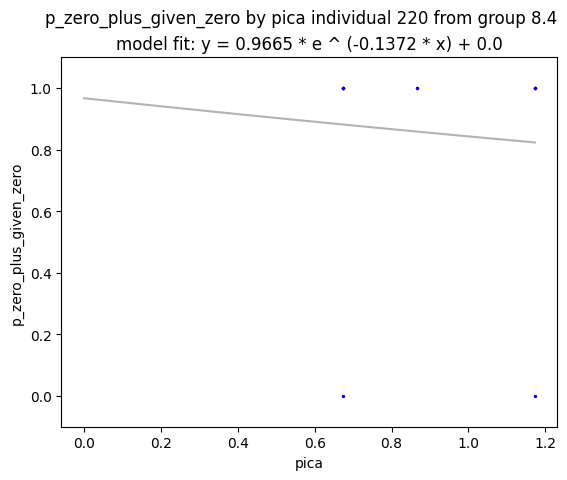 p_zero_plus_given_zero by pica individual 220 from group 8.4
model fit: y = 0.9665 * e ^ (-0.1372 * x) + 0.0
1.0
0.8
0.6
0.4
0.2
0.0
p_zero_plus_given_zero
0.0 0.2 0.4 0.6 0.8 1.0 1.2
pica